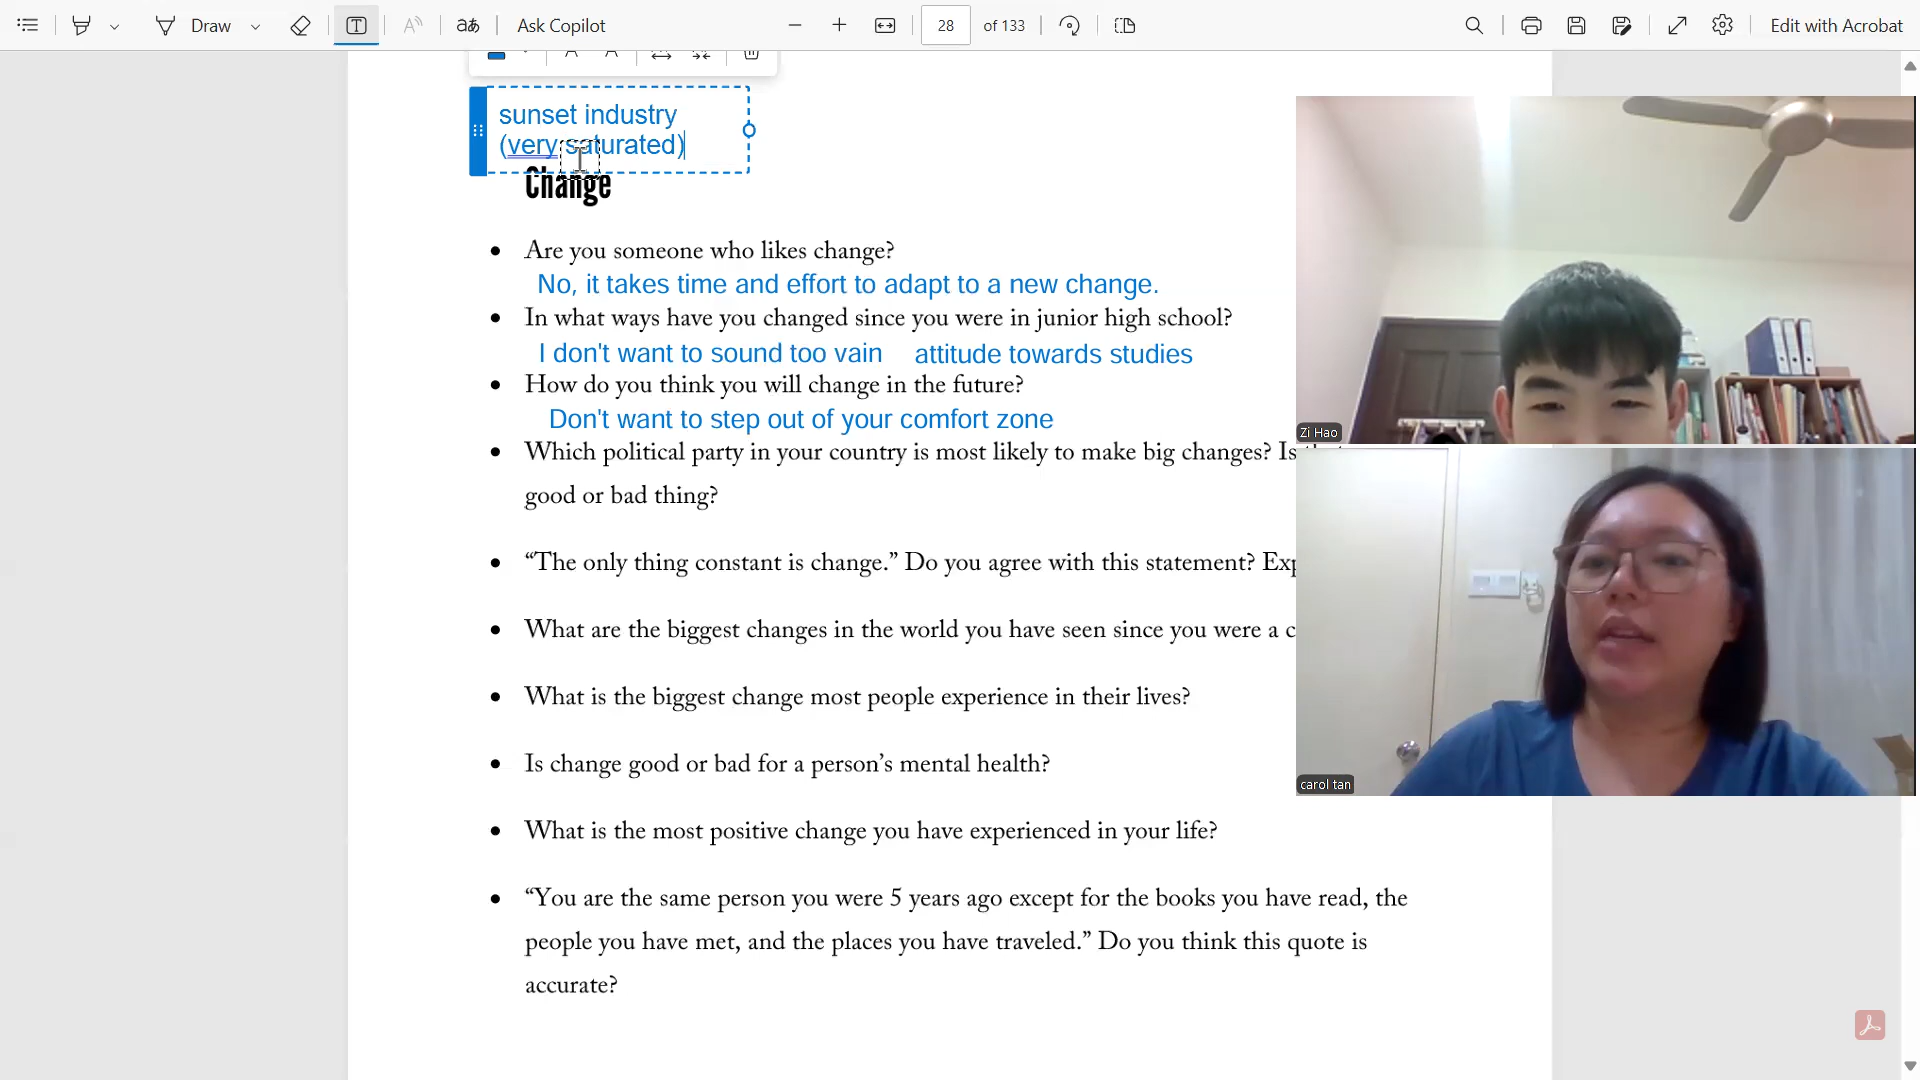 Draw
aあ
Ask Copilot
28
of 133
Edit with Acrobat
sunset industry
(very saturated)
Change
Are you someone who likes change?
No, it takes time and effort to adapt to a new change.
In what ways have you changed since you were in junior high school?
I don't want to sound too vain attitude towards studies
How do you think you will change in the future?
Don't want to step out of your comfort zone
Which political party in your country is most likely to make big changes? Is
good or bad thing?
“The only thing constant is change.” Do you agree with this statement? Exp
What are the biggest changes in the world you have seen since you were a c
What is the biggest change most people experience in their lives?
Is change good or bad for a person’s mental health?
What is the most positive change you have experienced in your life?
“You are the same person you were 5 years ago except for the books you have read, the
people you have met, and the places you have traveled.” Do you think this quote is
accurate?
Zi Hao
carol tan